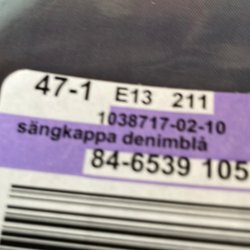 47-1 E13 211
1038717-02-10
sängkappa denimblå
84-6539 105